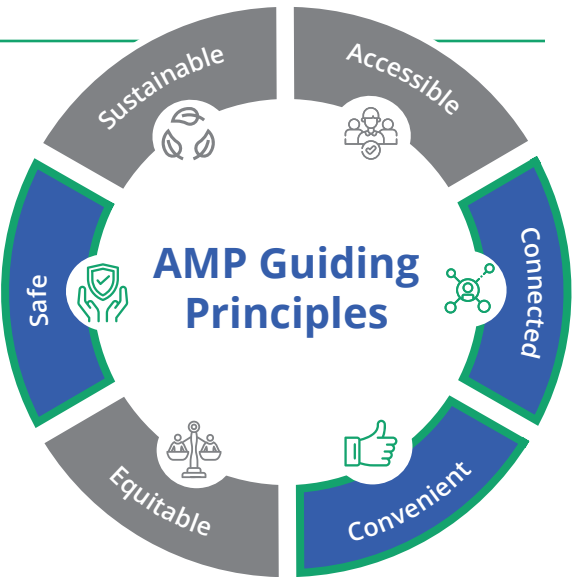 Sustainable
Accessible
Connected
Convenient
Equitable
Safe
AMP Guiding
Principles